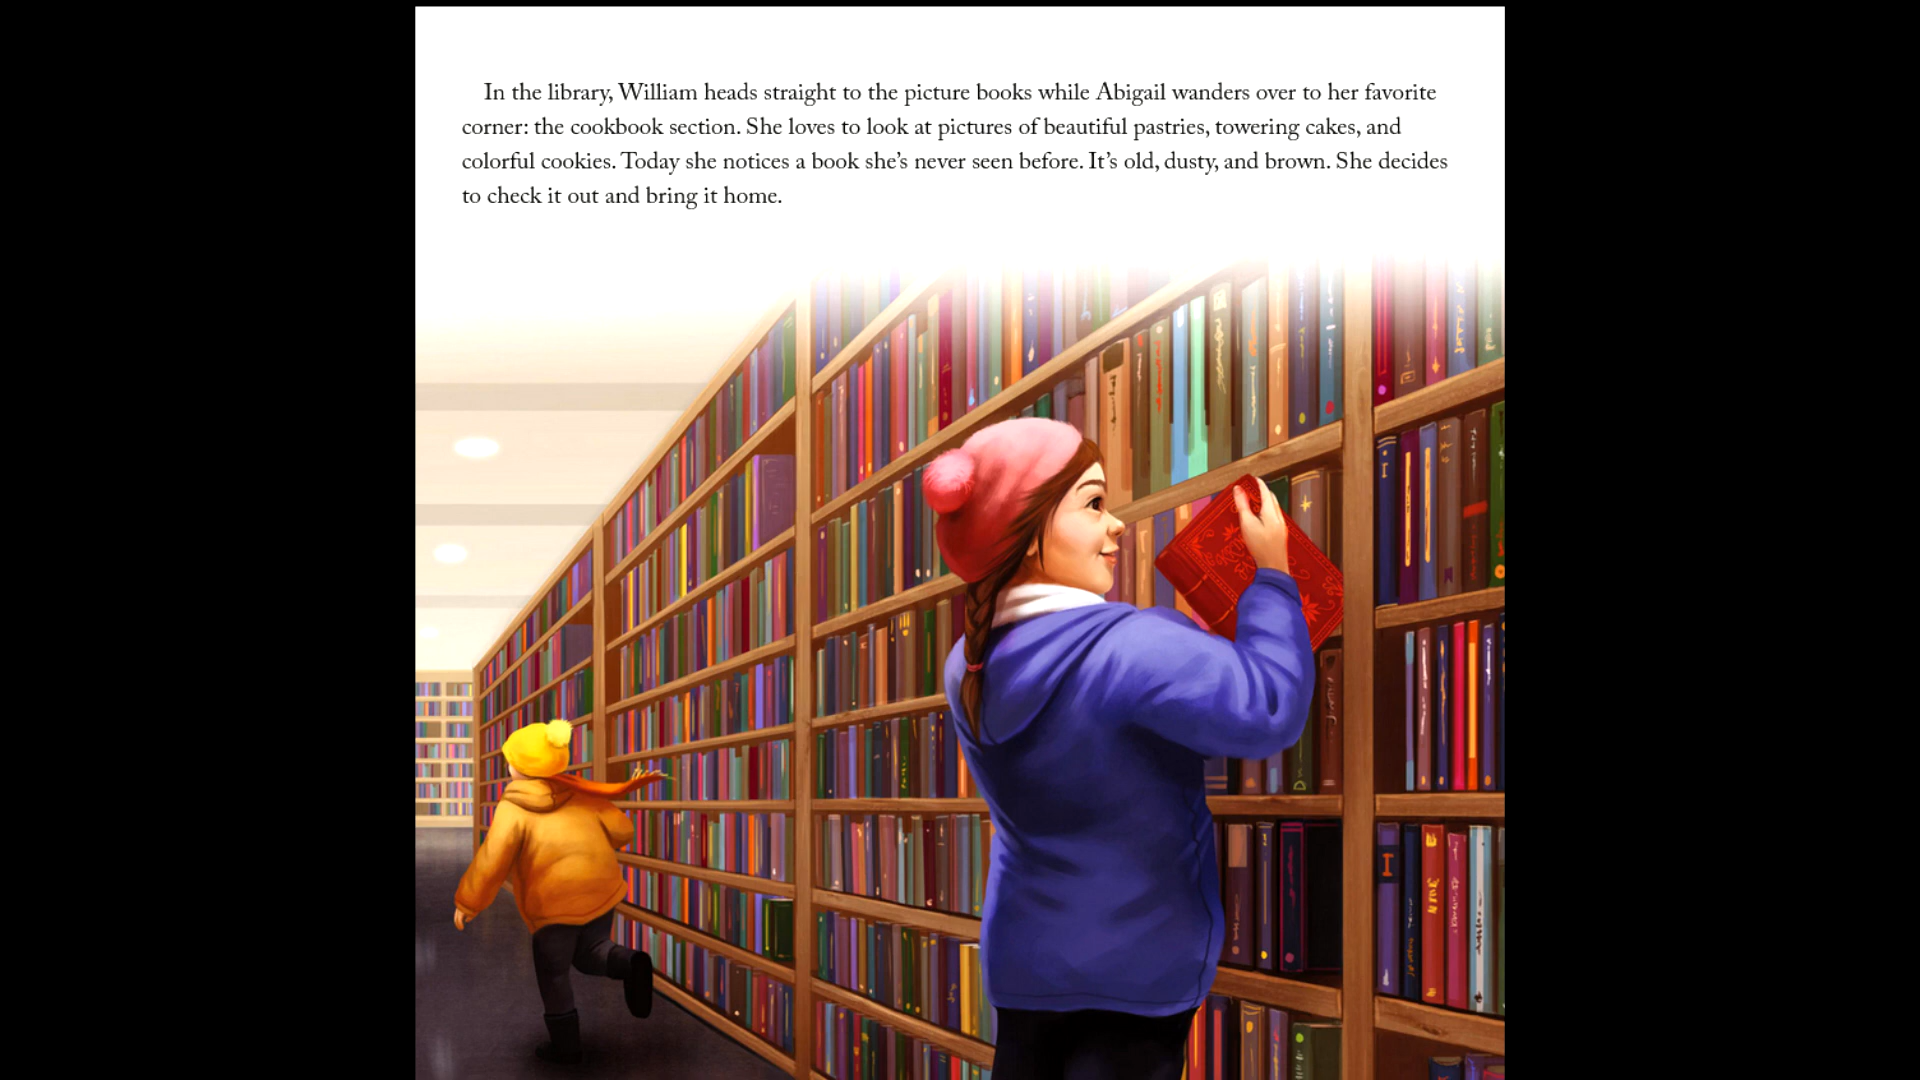 In the library, William heads straight to the picture books while Abigail wanders over to her favorite
corner: the cookbook section. She loves to look at pictures of beautiful pastries, towering cakes, and
colorful cookies. Today she notices a book she’s never seen before. It’s old, dusty, and brown. She decides
to check it out and bring it home.